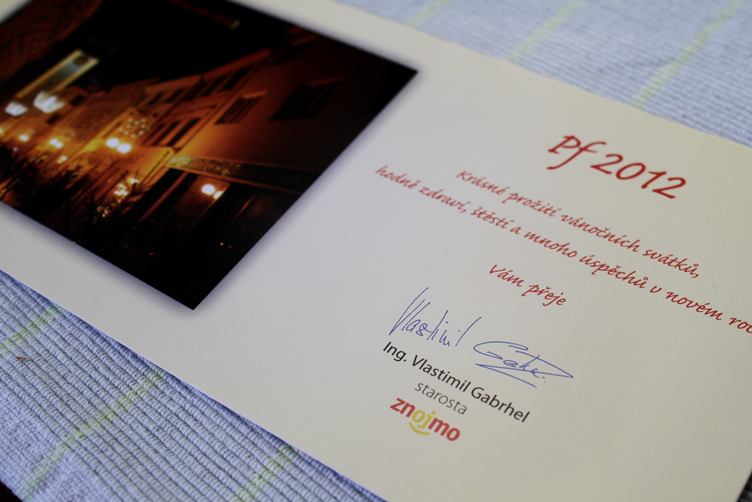 pf 2012
Krásné prožití vánočních svátků,
hodně zdraví, štěstí a mnoho úspěchů v novém
Vám přeje
Vlastimil
Ing. Vlastimil Gabrhel
starosta
znojmo